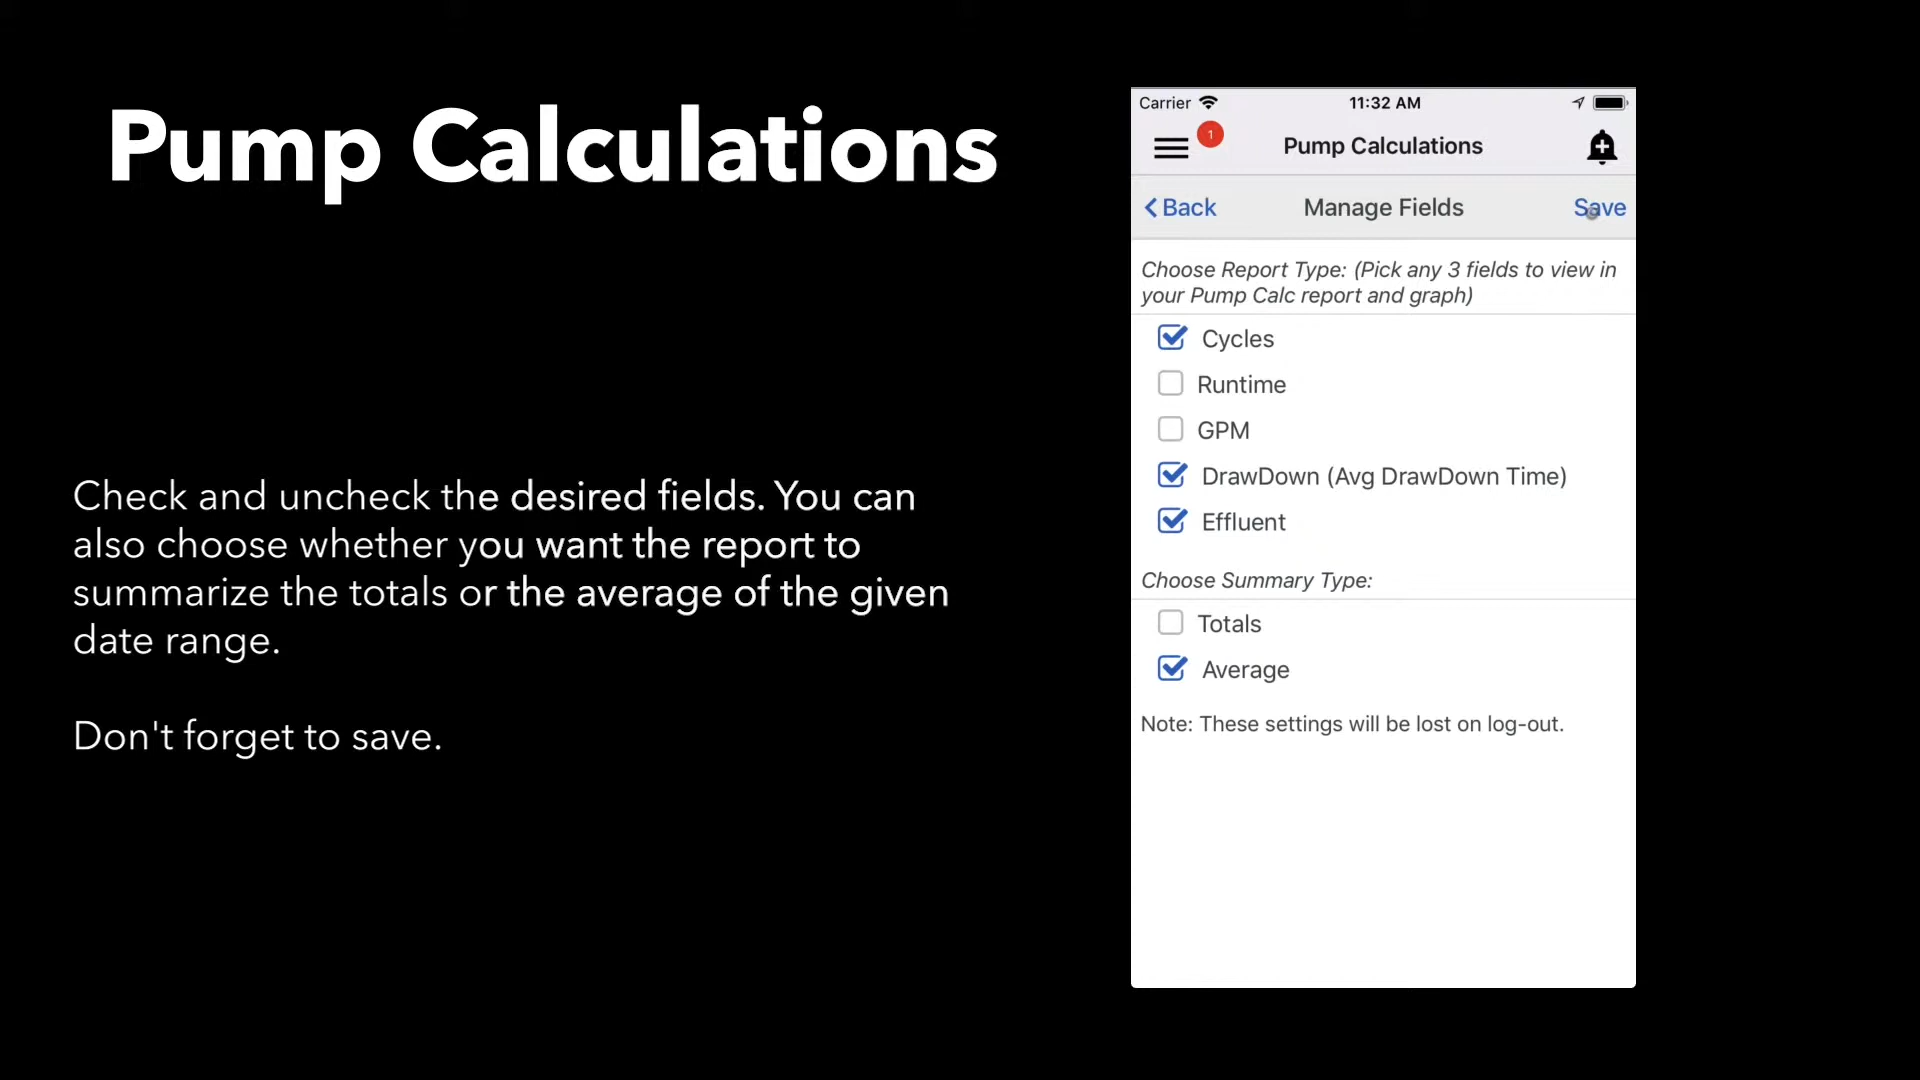 Pump Calculations
Check and uncheck the desired fields. You can
also choose whether you want the report to
summarize the totals or the average of the given
date range.
Don't forget to save.
Carrier 11:32 AM
1
Pump Calculations
Back Manage Fields Save
Choose Report Type: (Pick any 3 fields to view in
your Pump Calc report and graph)
Cycles
Runtime
GPM
DrawDown (Avg DrawDown Time)
Effluent
Choose Summary Type:
Totals
Average
Note: These settings will be lost on log-out.